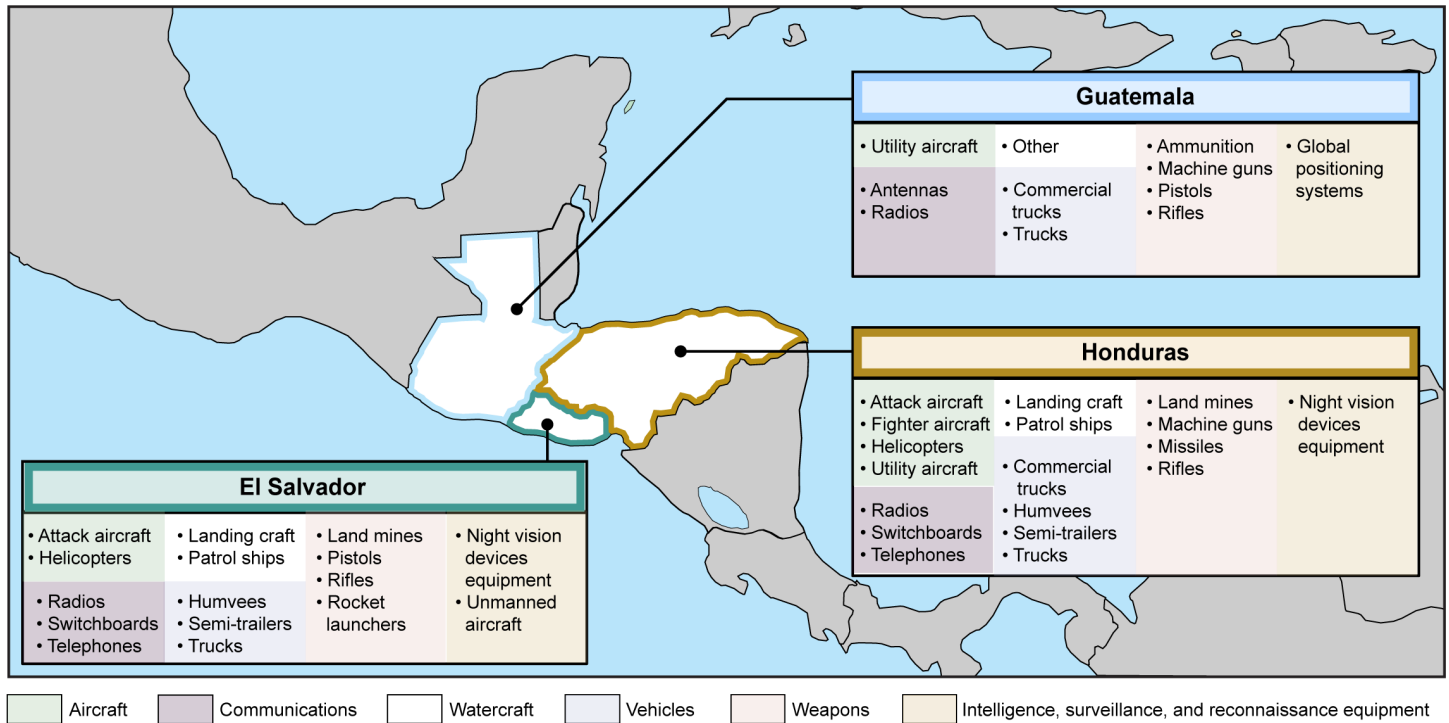 Guatemala
• Utility aircraft
• Antennas
• Radios
• Other
• Commercial
trucks
• Trucks
• Ammunition
• Machine guns
• Pistols
• Rifles
• Global
positioning
systems
Honduras
• Attack aircraft
• Fighter aircraft
• Helicopters
• Utility aircraft
• Radios
• Switchboards
• Telephones
• Landing craft
• Patrol ships
• Commercial
trucks
• Humvees
• Semi-trailers
• Trucks
• Land mines
• Machine guns
• Missiles
• Rifles
• Night vision
devices
equipment
El Salvador
• Attack aircraft
• Helicopters
• Radios
• Switchboards
• Telephones
• Landing craft
• Patrol ships
• Humvees
• Semi-trailers
• Trucks
• Land mines
• Pistols
• Rifles
• Rocket
launchers
• Night vision
devices
equipment
• Unmanned
aircraft
Aircraft
Communications
Watercraft
Vehicles
Weapons
Intelligence, surveillance, and reconnaissance equipment